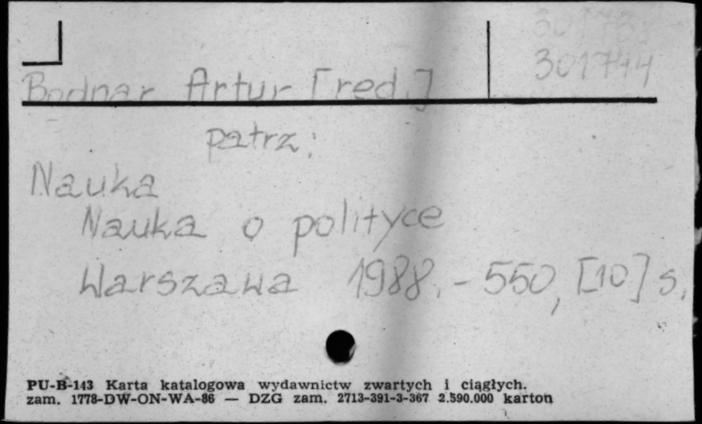 301744
Bodnar Artur [red.]
patrz:
Nauka
Nauka o polityce
Warszawa 1988. - 550, [10] s.
PU-B-143 Karta katalogowa wydawnictw zwartych i ciągłych.
zam. 1778-DW-ON-WA-86 — DZG zam. 2713-391-3-367 2.590.000 karton